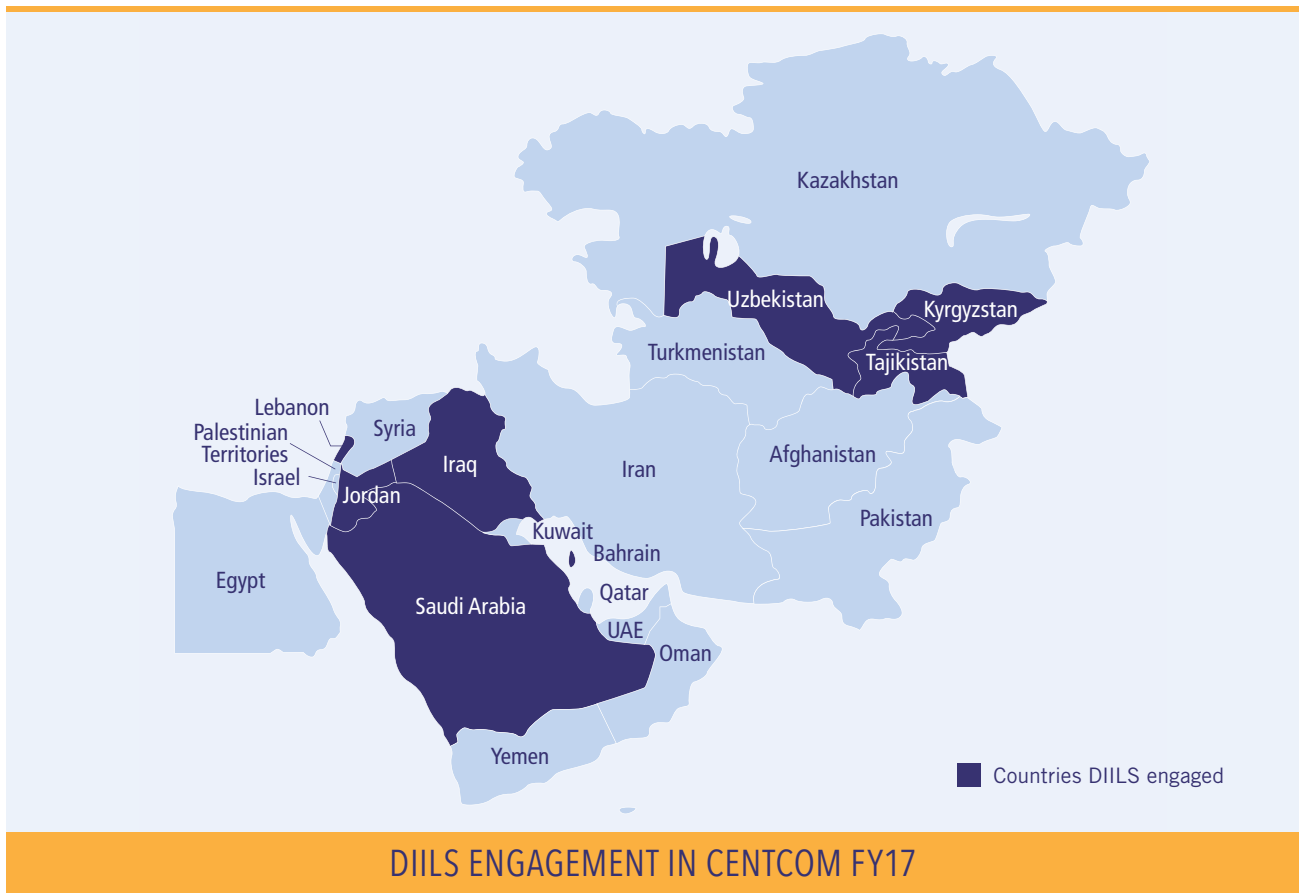 Kazakhstan
Uzbekistan
Kyrgyzstan
Turkmenistan
Tajikistan
Lebanon
Palestinian
Territories
Israel
Syria
Iraq
Iran
Afghanistan
Jordan
Pakistan
Kuwait
Bahrain
Egypt
Saudi Arabia
Qatar
UAE
Oman
Yemen
Countries DIILS engaged
DIILS ENGAGEMENT IN CENTCOM FY17